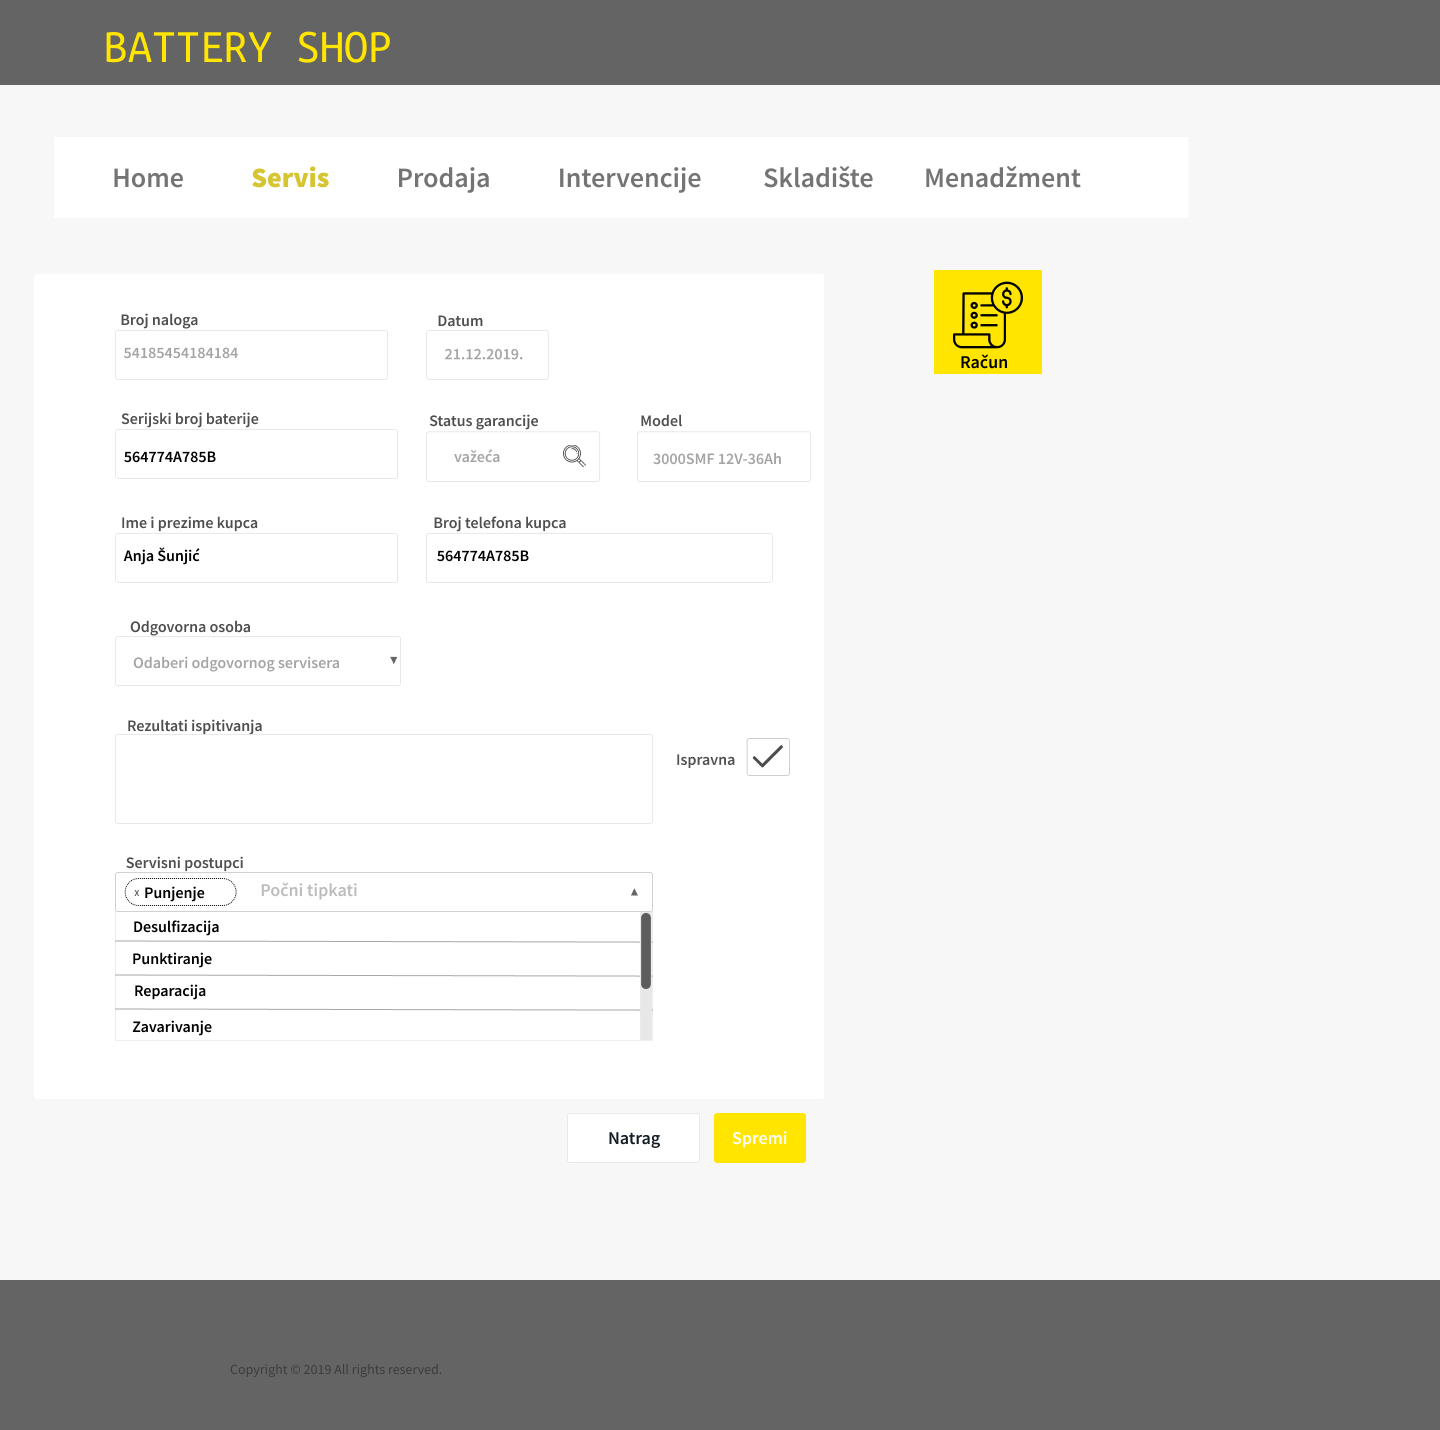 BATTERY SHOP
Home Servis Prodaja Intervencije Skladište Menadžment
Broj naloga Datum
54185454184184 21.12.2019.
$
Račun
Serijski broj baterije Status garancije Model
564774A785B važeća 3000SMF 12V-36Ah
Ime i prezime kupca Broj telefona kupca
Anja Šunjić 564774A785B
Odgovorna osoba
Odaberi odgovornog servisera
Rezultati ispitivanja
Ispravna
Servisni postupci
x Punjenje Počni tipkati
Desulfizacija
Punktiranje
Reparacija
Zavarivanje
Natrag Spremi
Copyright © 2019 All rights reserved.